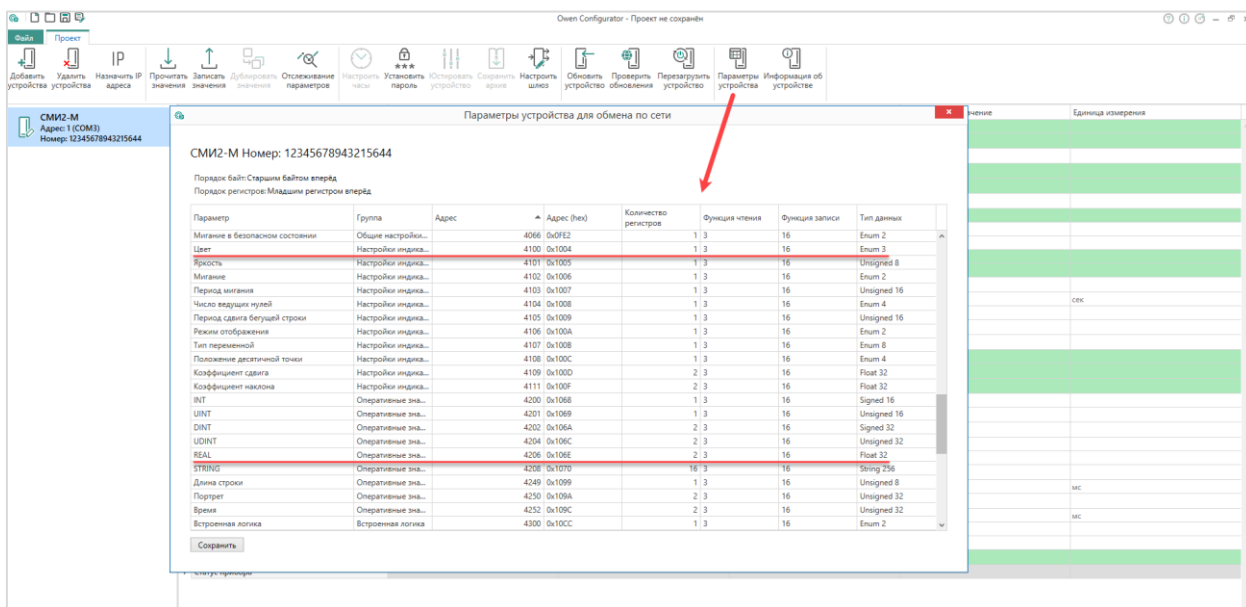 Owen Configurator - Проект не сохранён
Файл Проект
Добавить устройства
Удалить устройства
Назначить IP адреса
Прочитать значения
Записать значения
Дублировать значения
Отслеживание параметров
Настроить часы
Установить пароль
Юстировать устройство
Сохранить архив
Настроить шлюз
Обновить устройство
Проверить обновления
Перезагрузить устройство
Параметры устройства
Информация об устройстве
СМИ2-М
Адрес: 1 (COM3)
Номер: 12345678943215644
Параметры устройства для обмена по сети
СМИ2-М Номер: 12345678943215644
Порядок байт: Старшим байтом вперёд
Порядок регистров: Младшим регистром вперёд
Параметр Группа Адрес Адрес (hex) Количество регистров Функция чтения Функция записи Тип данных
Мигание в безопасном состоянии Общие настройки... 4066 0x0FE2 1 3 16 Enum 2
Цвет Настройки индика... 4100 0x1004 1 3 16 Enum 3
Яркость Настройки индика... 4101 0x1005 1 3 16 Unsigned 8
Мигание Настройки индика... 4102 0x1006 1 3 16 Enum 2
Период мигания Настройки индика... 4103 0x1007 1 3 16 Unsigned 16
Число ведущих нулей Настройки индика... 4104 0x1008 1 3 16 Enum 4
Период сдвига бегущей строки Настройки индика... 4105 0x1009 1 3 16 Unsigned 16
Режим отображения Настройки индика... 4106 0x100A 1 3 16 Enum 2
Тип переменной Настройки индика... 4107 0x100B 1 3 16 Enum 8
Положение десятичной точки Настройки индика... 4108 0x100C 1 3 16 Enum 4
Коэффициент сдвига Настройки индика... 4109 0x100D 2 3 16 Float 32
Коэффициент наклона Настройки индика... 4111 0x100F 2 3 16 Float 32
INT Оперативные зна... 4200 0x1068 1 3 16 Signed 16
UINT Оперативные зна... 4201 0x1069 1 3 16 Unsigned 16
DINT Оперативные зна... 4202 0x106A 2 3 16 Signed 32
UDINT Оперативные зна... 4204 0x106C 2 3 16 Unsigned 32
REAL Оперативные зна... 4206 0x106E 2 3 16 Float 32
STRING Оперативные зна... 4208 0x1070 16 3 16 String 256
Длина строки Оперативные зна... 4249 0x1099 1 3 16 Unsigned 8
Портрет Оперативные зна... 4250 0x109A 2 3 16 Unsigned 32
Время Оперативные зна... 4252 0x109C 2 3 16 Unsigned 32
Встроенная логика Встроенная логика 4300 0x10CC 1 3 16 Enum 2
Сохранить
чение Единица измерения
сек
мс
мс
Статус прибора